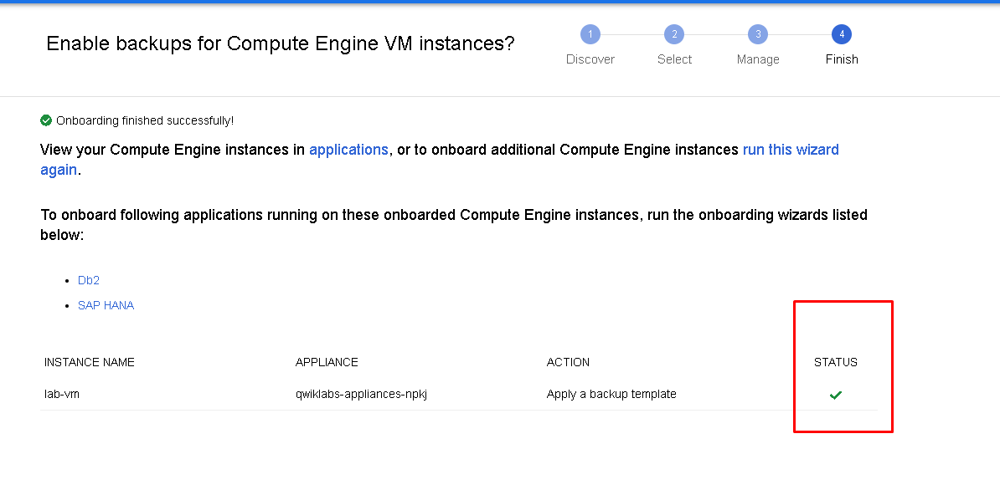 Enable backups for Compute Engine VM instances?
1
2
3
4
Discover
Select
Manage
Finish
Onboarding finished successfully!
View your Compute Engine instances in applications, or to onboard additional Compute Engine instances run this wizard
again.
To onboard following applications running on these onboarded Compute Engine instances, run the onboarding wizards listed
below:
Db2
SAP HANA
INSTANCE NAME APPLIANCE ACTION STATUS
lab-vm qwiklabs-appliances-npkj Apply a backup template